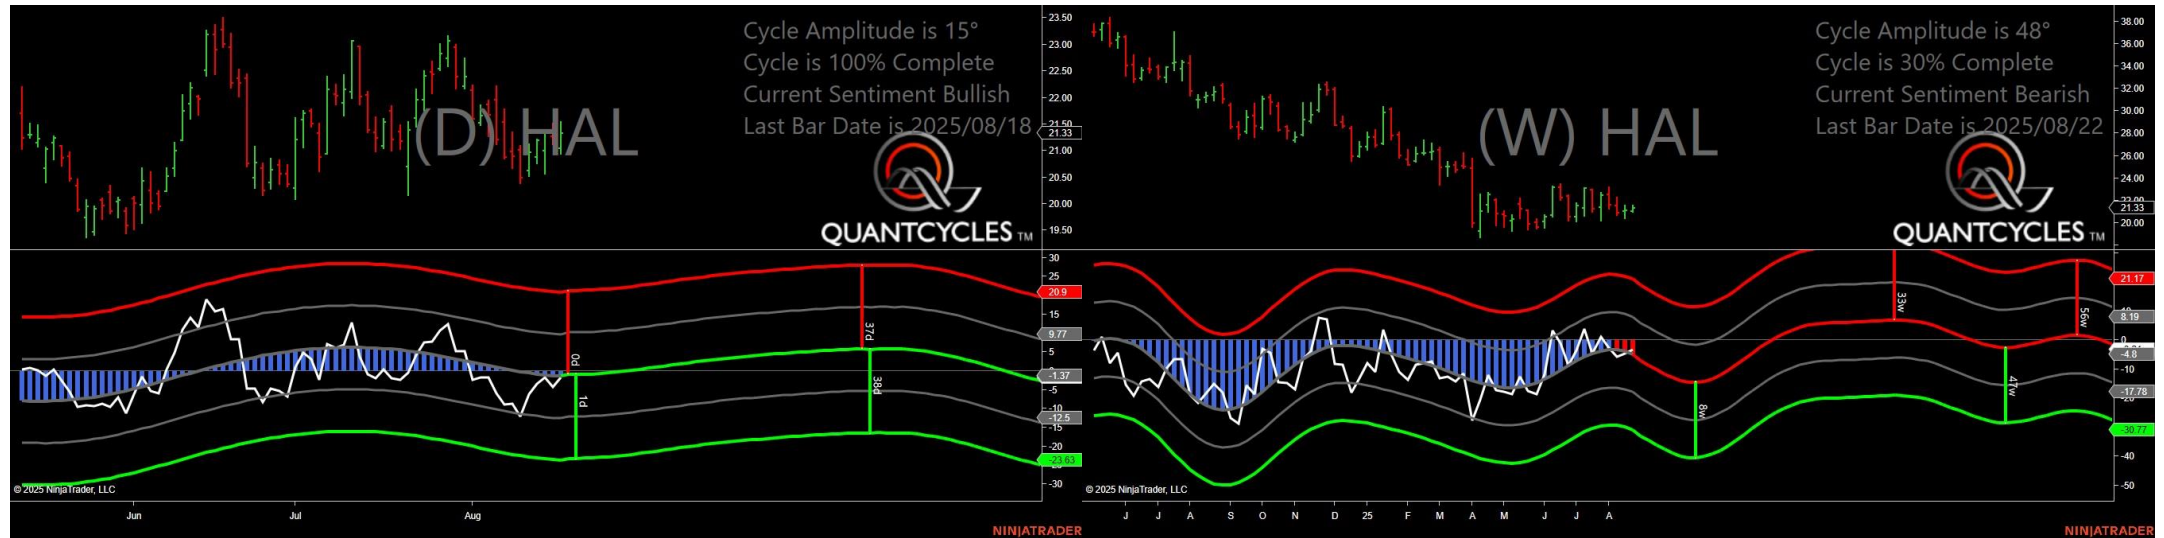 Cycle Amplitude is 15°
Cycle is 100% Complete
Current Sentiment Bullish
Last Bar Date is 2025/08/18
(D) HAL
QUANTCYCLES TM
23.50
23.00
22.50
22.00
21.50
21.33
21.00
20.50
20.00
19.50
30
25
20.9
15
9.77
5
-1.37
-5
-10
-12.5
-15
-20
-23.63
-30
0d
1d
37d
38d
© 2025 NinjaTrader, LLC
Jun
Jul
Aug
NINJATRADER
Cycle Amplitude is 48°
Cycle is 30% Complete
Current Sentiment Bearish
Last Bar Date is 2025/08/22
(W) HAL
QUANTCYCLES TM
38.00
36.00
34.00
32.00
30.00
28.00
26.00
24.00
21.33
20.00
21.17
8.19
0
-4.8
-10
-17.78
-30.77
-40
-50
8w
33w
47w
56w
© 2025 NinjaTrader, LLC
J J A S O N D 25 F M A M J J A
NINJATRADER